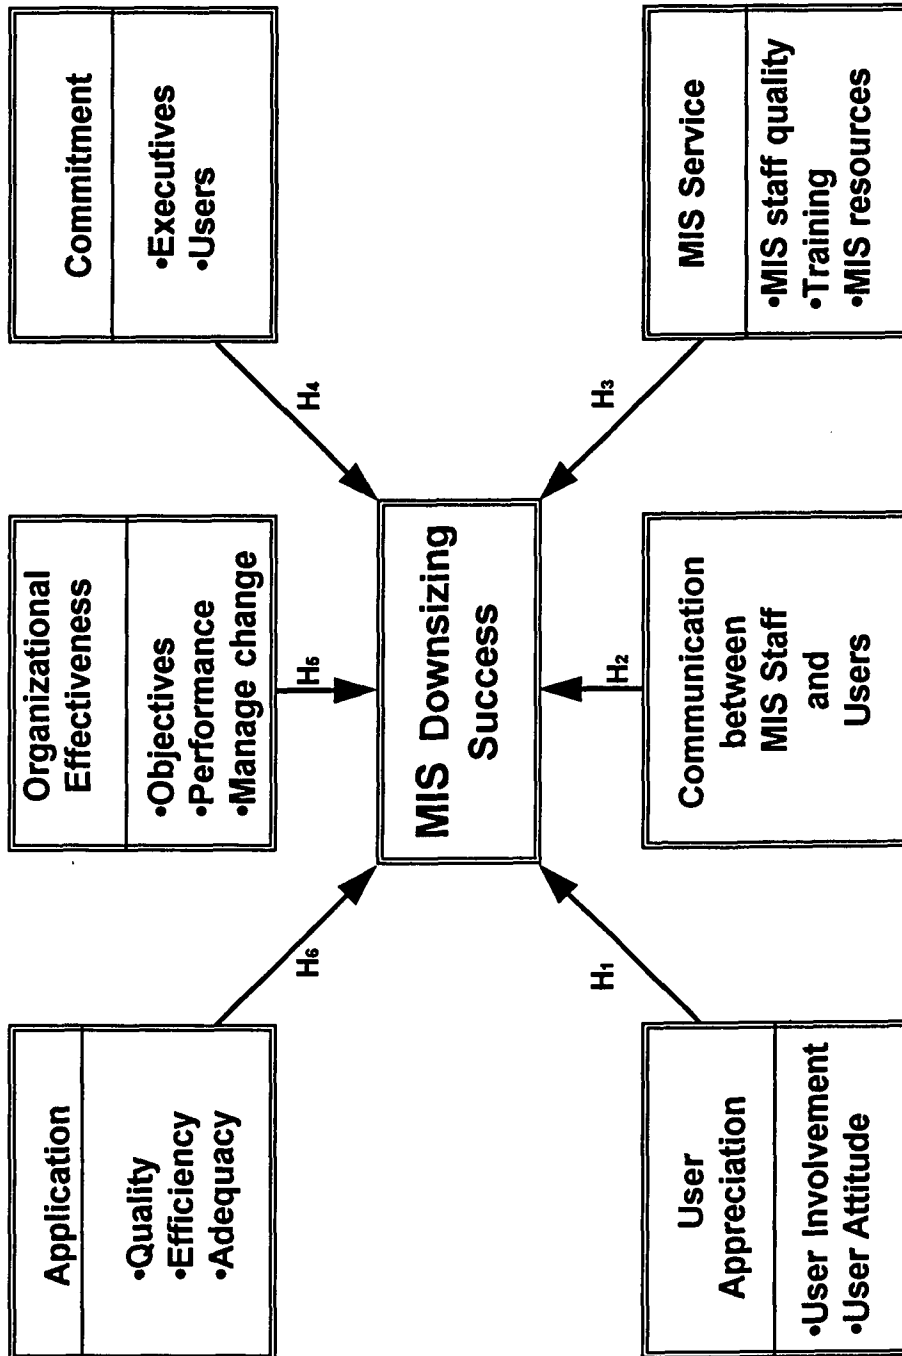 Application
•Quality
•Efficiency
•Adequacy
Organizational
Effectiveness
•Objectives
•Performance
•Manage change
Commitment
•Executives
•Users
H6
H5
H4
MIS Downsizing
Success
H1
H2
H3
User
Appreciation
•User Involvement
•User Attitude
Communication
between
MIS Staff
and
Users
MIS Service
•MIS staff quality
•Training
•MIS resources